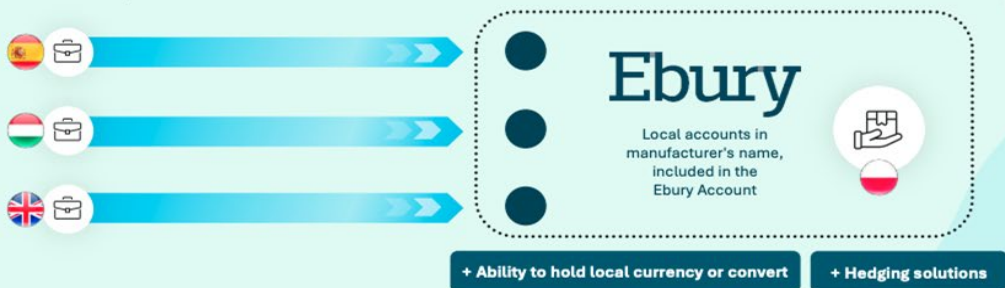 Ebury
Local accounts in
manufacturer's name,
included in the
Ebury Account
+ Ability to hold local currency or convert
+ Hedging solutions